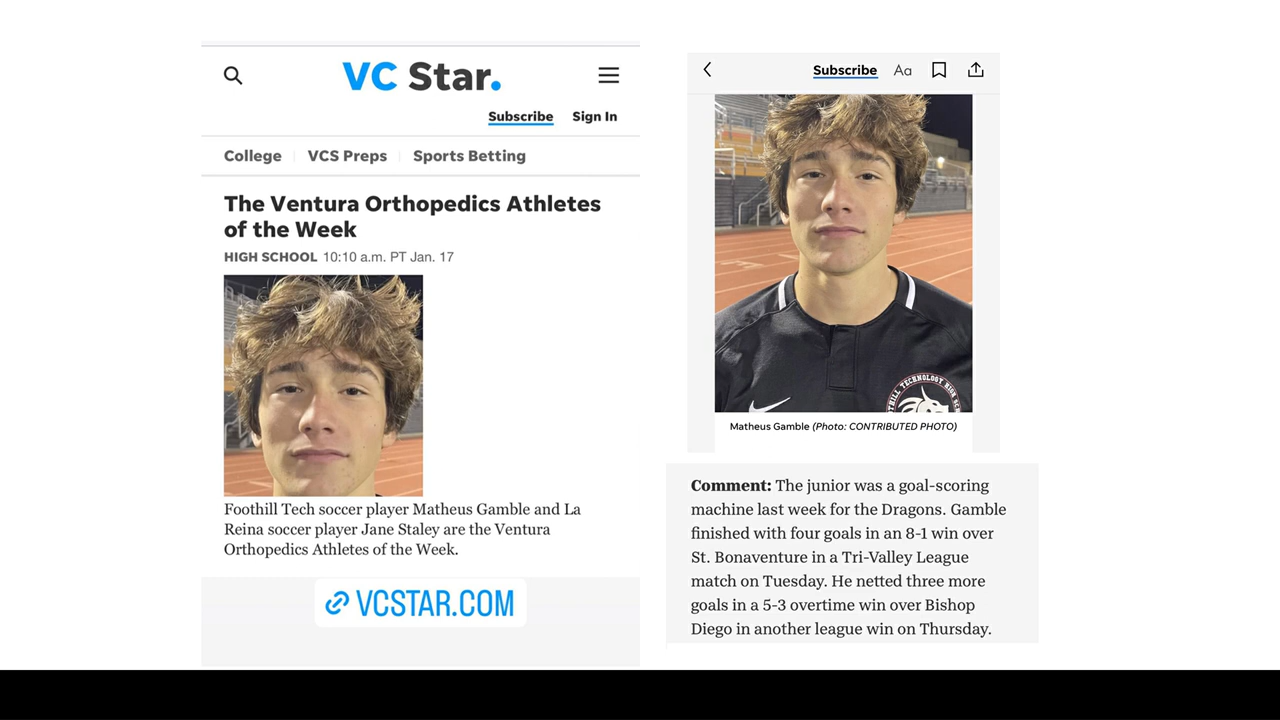 VC Star.
Subscribe Sign In
College VCS Preps Sports Betting
The Ventura Orthopedics Athletes
of the Week
HIGH SCHOOL 10:10 a.m. PT Jan. 17
Foothill Tech soccer player Matheus Gamble and La
Reina soccer player Jane Staley are the Ventura
Orthopedics Athletes of the Week.
VCSTAR.COM
Subscribe Aa
TECHNOLOGY HIGH
Matheus Gamble (Photo: CONTRIBUTED PHOTO)
Comment: The junior was a goal-scoring
machine last week for the Dragons. Gamble
finished with four goals in an 8-1 win over
St. Bonaventure in a Tri-Valley League
match on Tuesday. He netted three more
goals in a 5-3 overtime win over Bishop
Diego in another league win on Thursday.